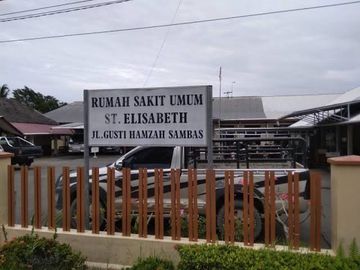 RUMAH SAKIT UMUM
ST. ELISABETH
JL.GUSTI HAMZAH SAMBAS